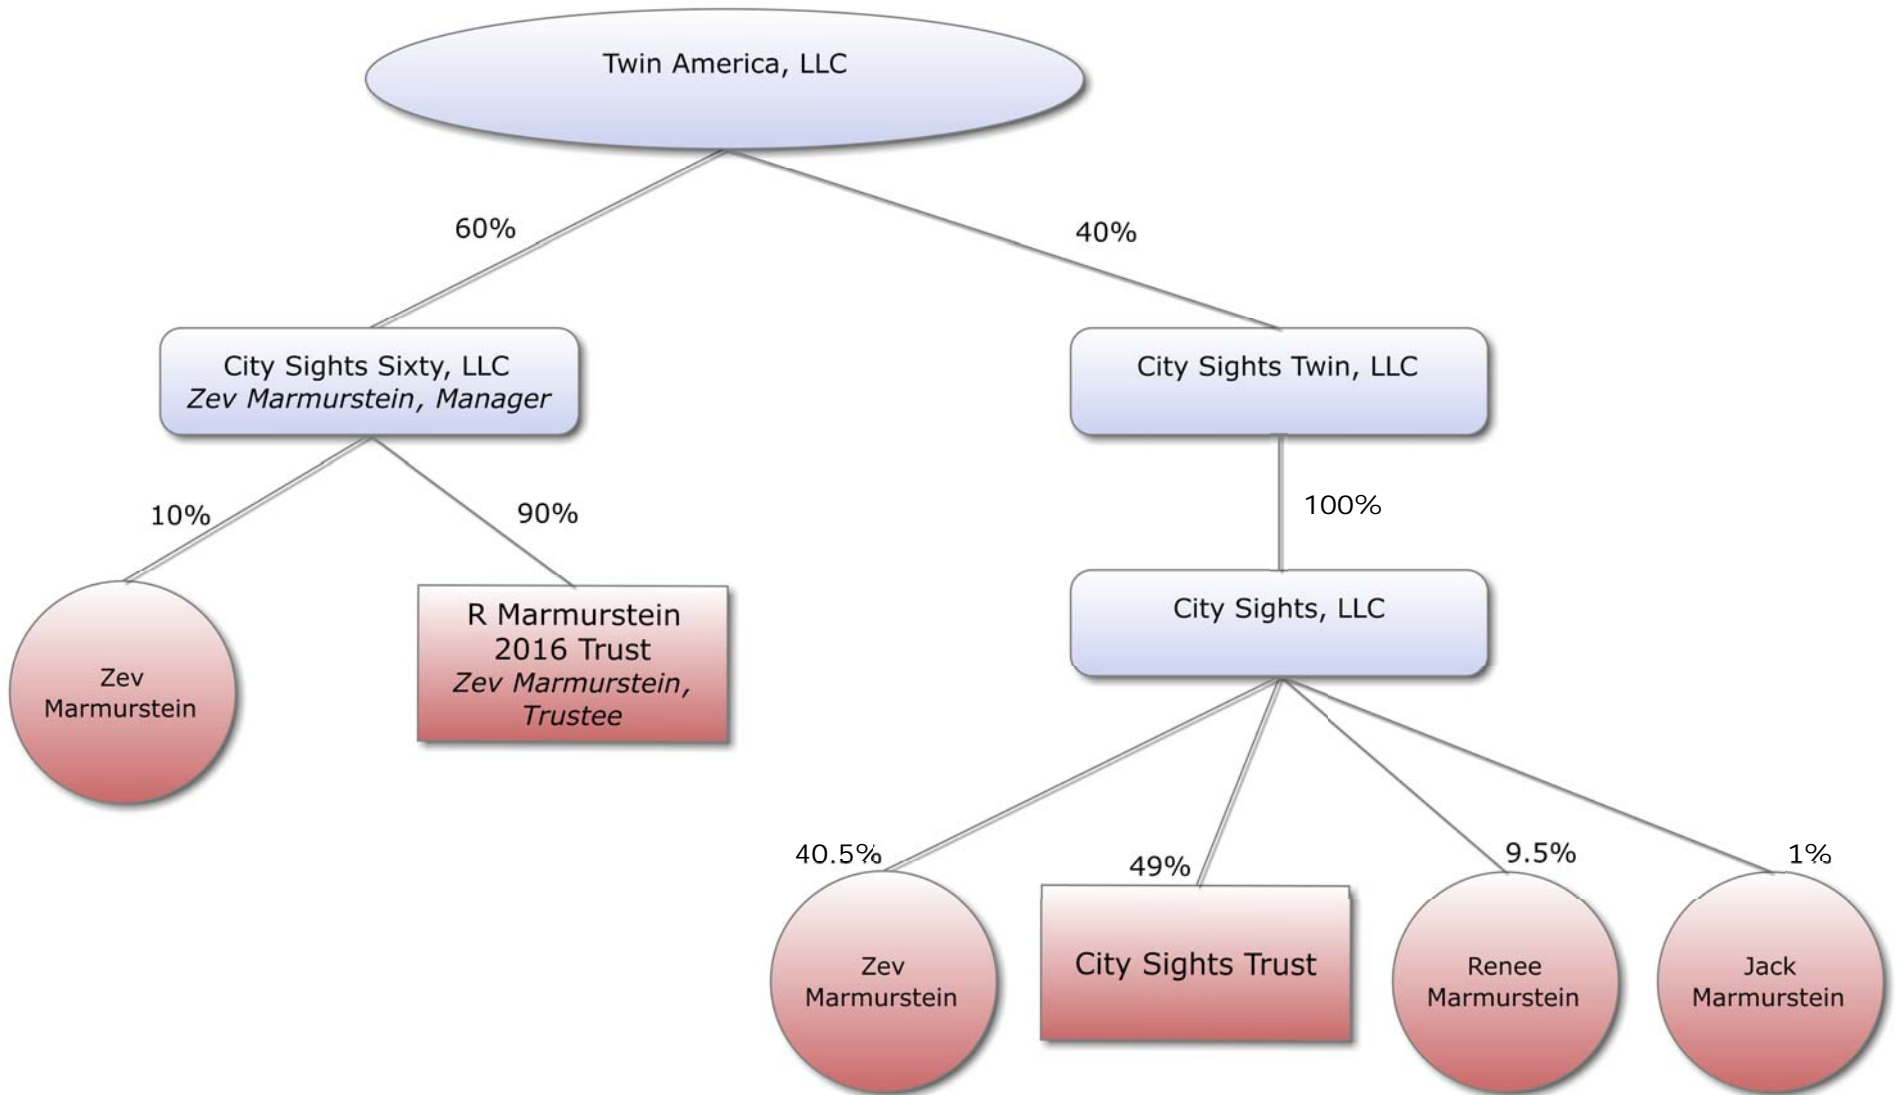 Twin America, LLC
60%
40%
City Sights Sixty, LLC
Zev Marmurstein, Manager
City Sights Twin, LLC
10%
90%
100%
Zev
Marmurstein
R Marmurstein
2016 Trust
Zev Marmurstein,
Trustee
City Sights, LLC
40.5%
49%
9.5%
1%
Zev
Marmurstein
City Sights Trust
Renee
Marmurstein
Jack
Marmurstein